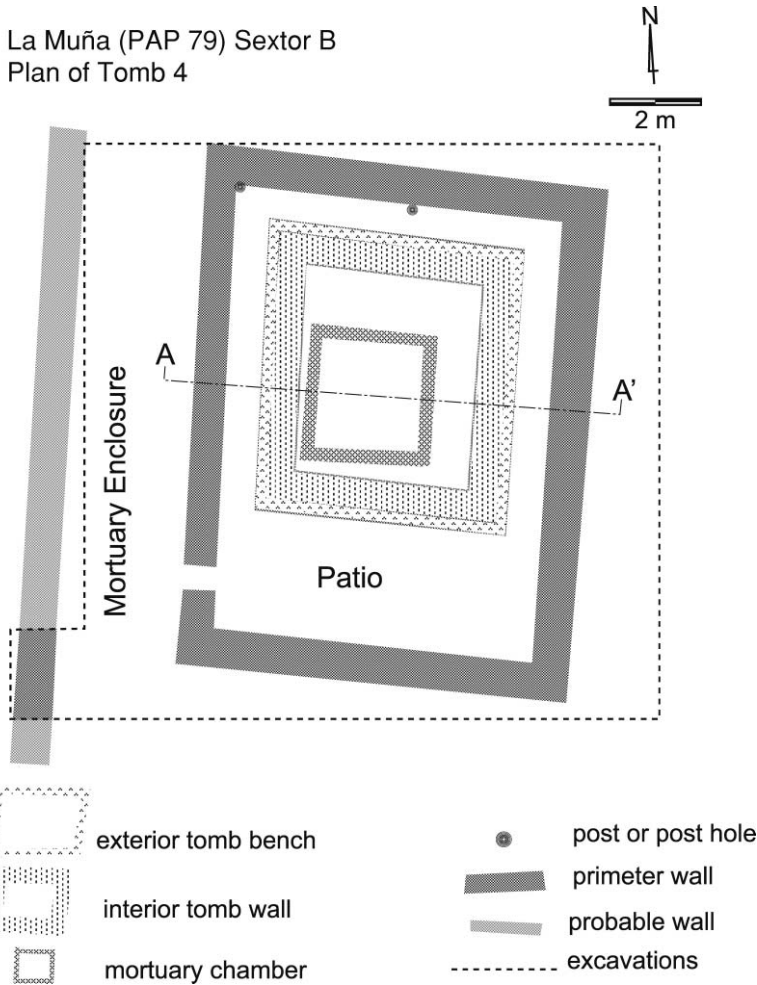 La Muña (PAP 79) Sextor B
Plan of Tomb 4
N
2 m
A
A'
Mortuary Enclosure
Patio
exterior tomb bench
interior tomb wall
mortuary chamber
post or post hole
primeter wall
probable wall
excavations